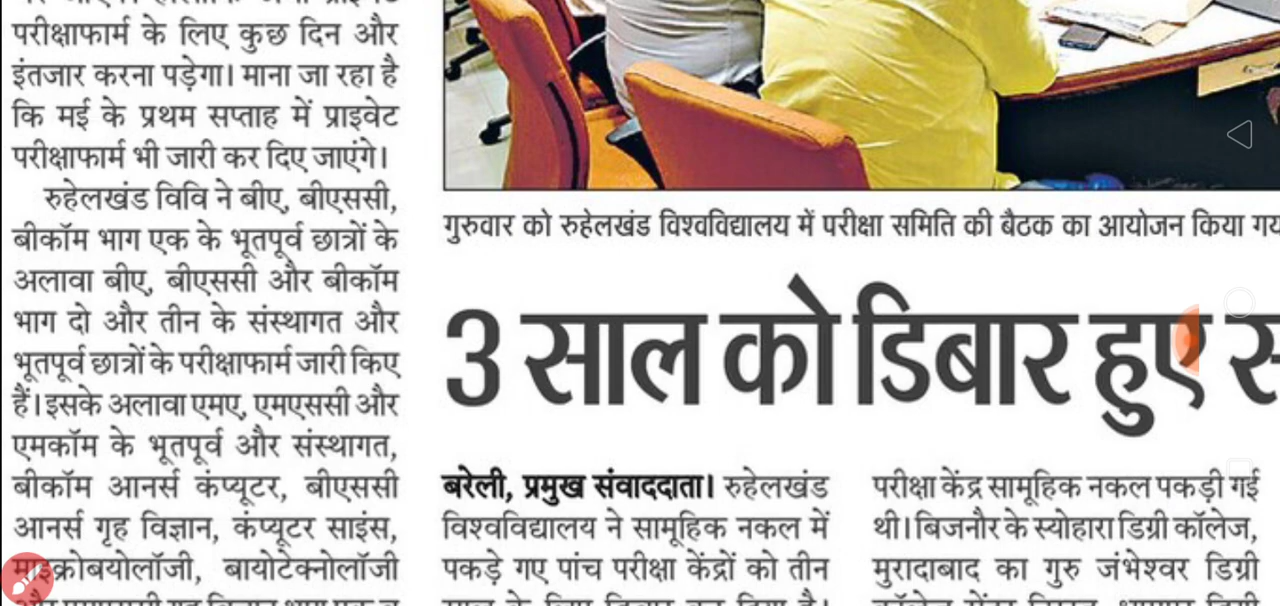 परीक्षाफार्म के लिए कुछ दिन और
इंतजार करना पड़ेगा। माना जा रहा है
कि मई के प्रथम सप्ताह में प्राइवेट
परीक्षाफार्म भी जारी कर दिए जाएंगे।
रुहेलखंड विवि ने बीए, बीएससी,
बीकॉम भाग एक के भूतपूर्व छात्रों के
अलावा बीए, बीएससी और बीकॉम
भाग दो और तीन के संस्थागत और
भूतपूर्व छात्रों के परीक्षाफार्म जारी किए
हैं। इसके अलावा एमए, एमएससी और
एमकॉम के भूतपूर्व और संस्थागत,
बीकॉम आनर्स कंप्यूटर, बीएससी
आनर्स गृह विज्ञान, कंप्यूटर साइंस,
माइक्रोबयोलॉजी, बायोटेक्नोलॉजी
गुरुवार को रुहेलखंड विश्वविद्यालय में परीक्षा समिति की बैठक का आयोजन किया
3 साल को डिबार हुए
बरेली, प्रमुख संवाददाता। रुहेलखंड
विश्वविद्यालय ने सामूहिक नकल में
पकड़े गए पांच परीक्षा केंद्रों को तीन
परीक्षा केंद्र सामूहिक नकल पकड़ी गई
थी। बिजनौर के स्योहारा डिग्री कॉलेज,
मुरादाबाद का गुरु जंभेश्वर डिग्री